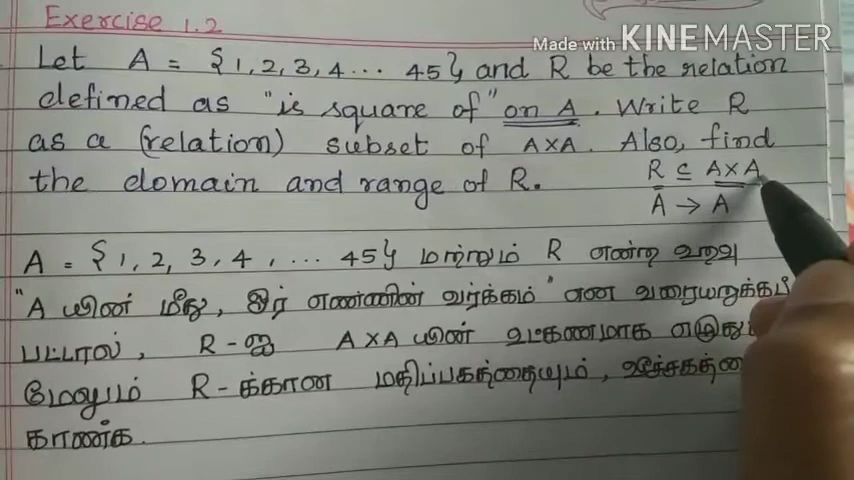 Exercise 1.2
Made with KINEMASTER
Let A = {1, 2, 3, 4 ... 45} and R be the relation
defined as "is square of" on A. Write R
as a (relation) subset of A×A. Also, find
the domain and range of R.
R ⊆ A×A
A → A
A = {1, 2, 3, 4, ... 45} மற்றும் R என்ற உறவு
"A யின் மீது, ஓர் எண்ணின் வர்க்கம்" என வரையறுக்கப்
பட்டால், R-ஐ A×A யின் உட்கணமாக எழுது
மேலும் R-க்கான மதிப்பகத்தையும்,
காண்க.